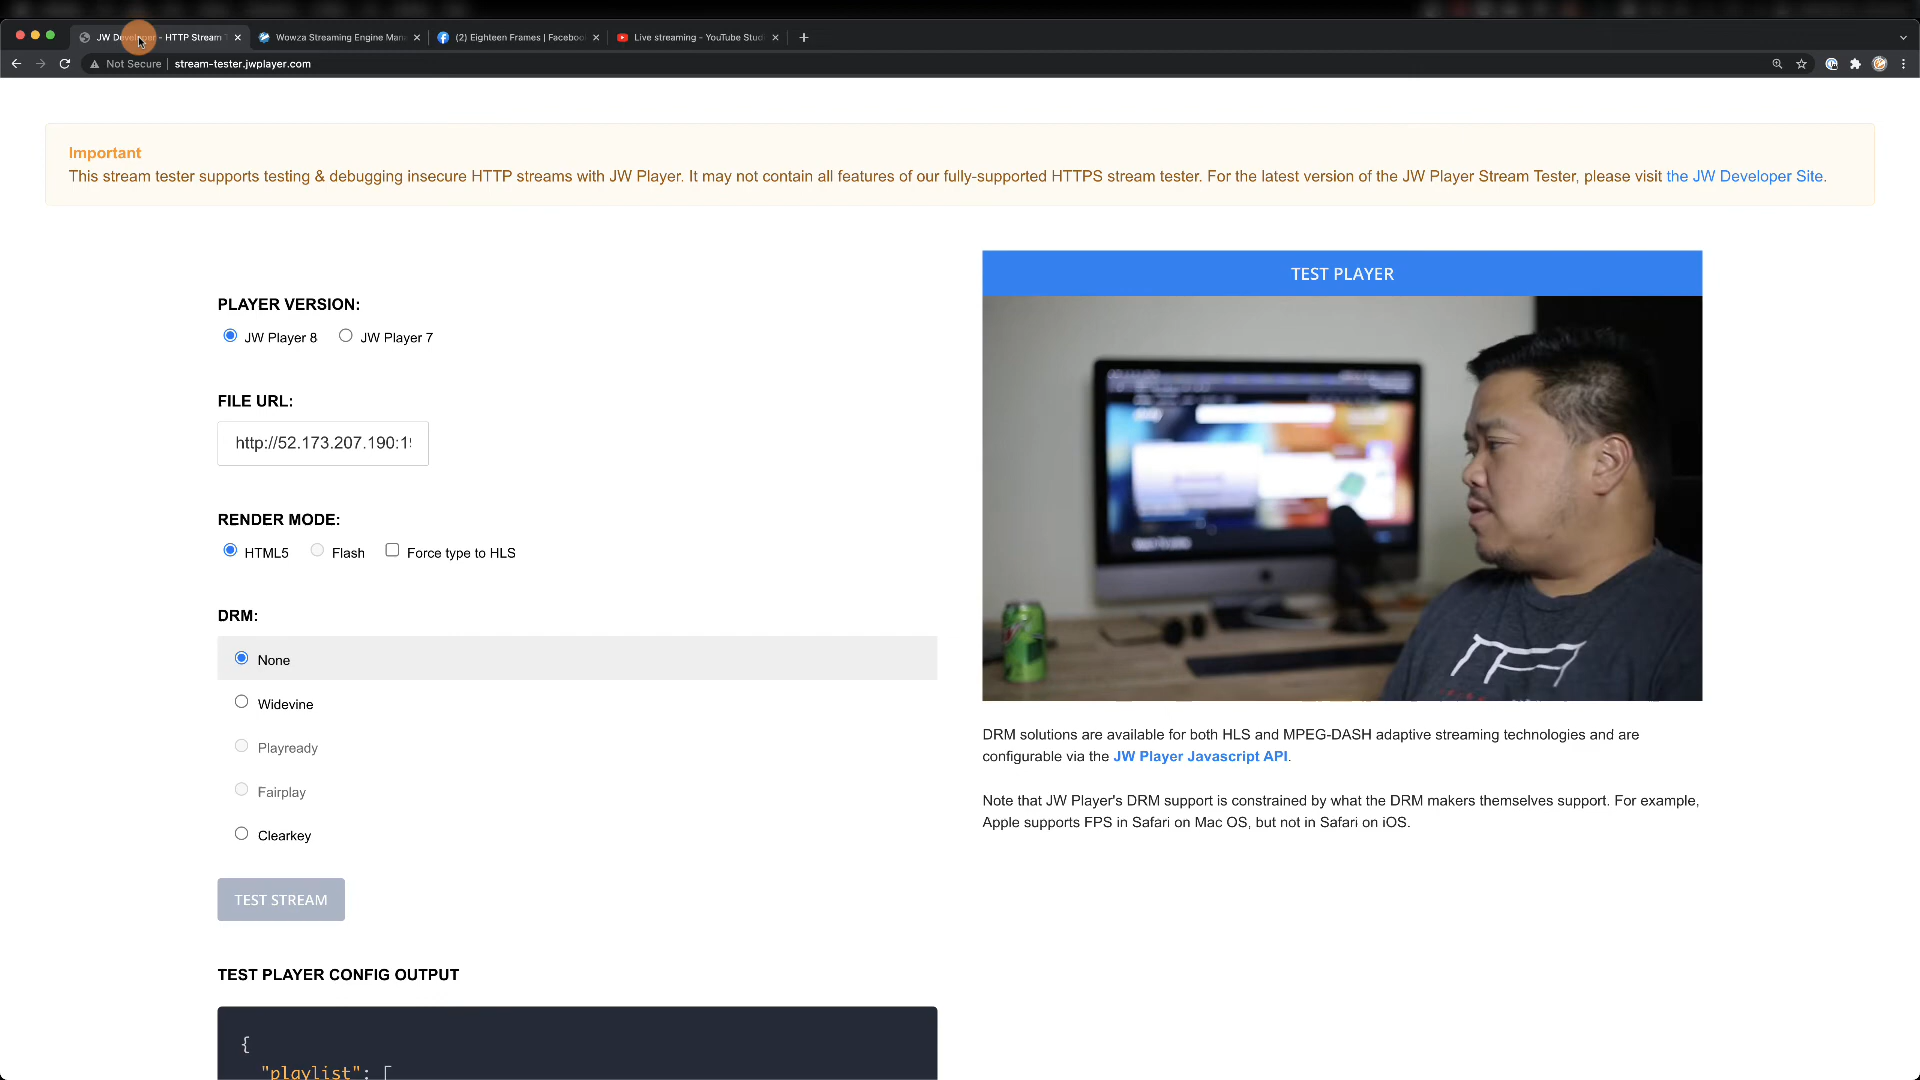 JW Developer - HTTP Stream T
Wowza Streaming Engine Man
(2) Eighteen Frames | Facebook
Live streaming - YouTube Stud
Not Secure | stream-tester.jwplayer.com
Important
This stream tester supports testing & debugging insecure HTTP streams with JW Player. It may not contain all features of our fully-supported HTTPS stream tester. For the latest version of the JW Player Stream Tester, please visit the JW Developer Site.
PLAYER VERSION:
JW Player 8 JW Player 7
FILE URL:
http://52.173.207.190:1
RENDER MODE:
HTML5 Flash Force type to HLS
DRM:
None
Widevine
Playready
Fairplay
Clearkey
TEST STREAM
TEST PLAYER CONFIG OUTPUT
{
"playlist": [
TEST PLAYER
DRM solutions are available for both HLS and MPEG-DASH adaptive streaming technologies and are
configurable via the JW Player Javascript API.
Note that JW Player's DRM support is constrained by what the DRM makers themselves support. For example,
Apple supports FPS in Safari on Mac OS, but not in Safari on iOS.